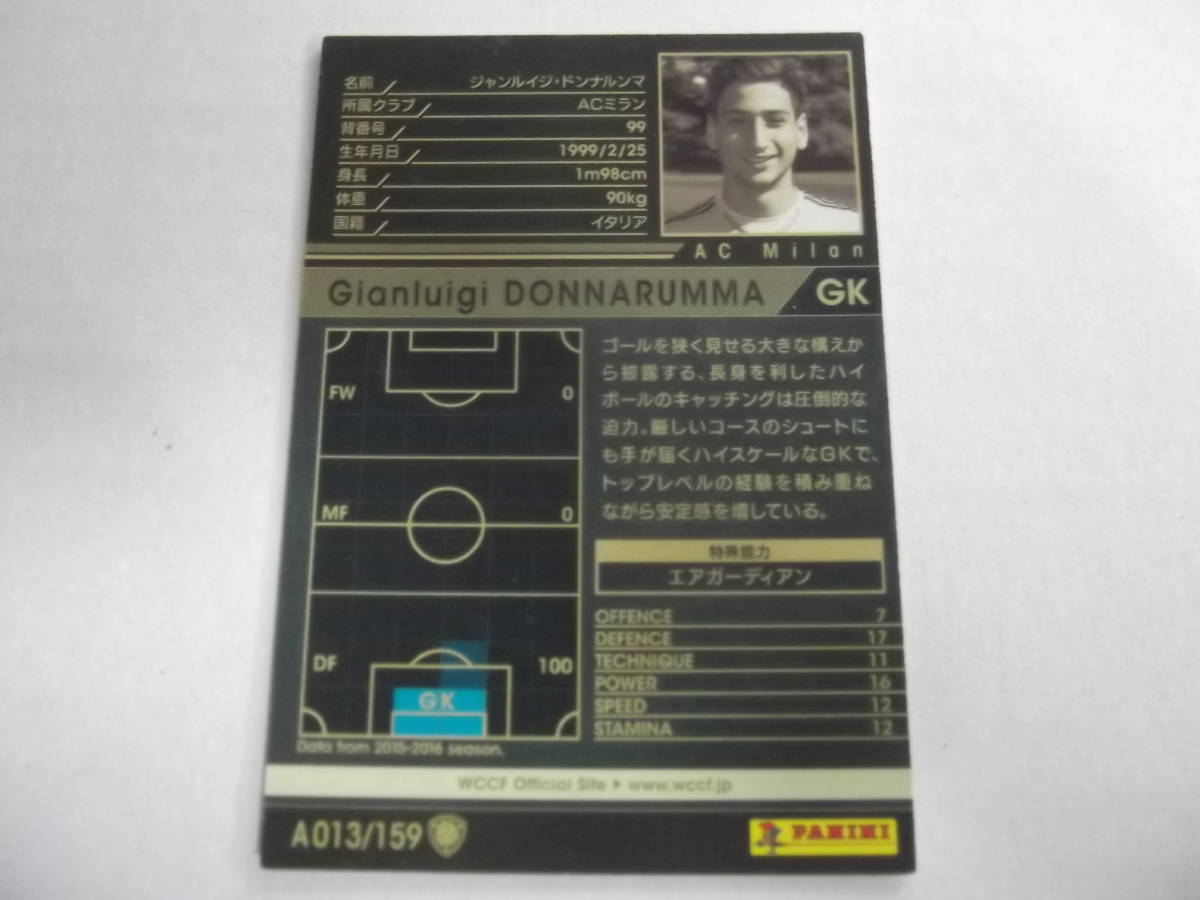 名前 ジャンルイジ・ドンナルンマ
所属クラブ ACミラン
背番号 99
生年月日 1999/2/25
身長 1m98cm
体重 90kg
国籍 イタリア
AC Milan
Gianluigi DONNARUMMA GK
FW 0
MF 0
DF 100
GK
Data from 2015-2016 season.
ゴールを狭く見せる大きな構えか
ら披露する、長身を利したハイ
ボールのキャッチングは圧倒的な
迫力。厳しいコースのシュートに
も手が届くハイスケールなGKで、
トップレベルの経験を積み重ね
ながら安定感を増している。
特殊能力
エアガーディアン
OFFENCE 7
DEFENCE 17
TECHNIQUE 11
POWER 16
SPEED 12
STAMINA 12
WCCF Official Site ▶ www.wccf.jp
A013/159
PANINI